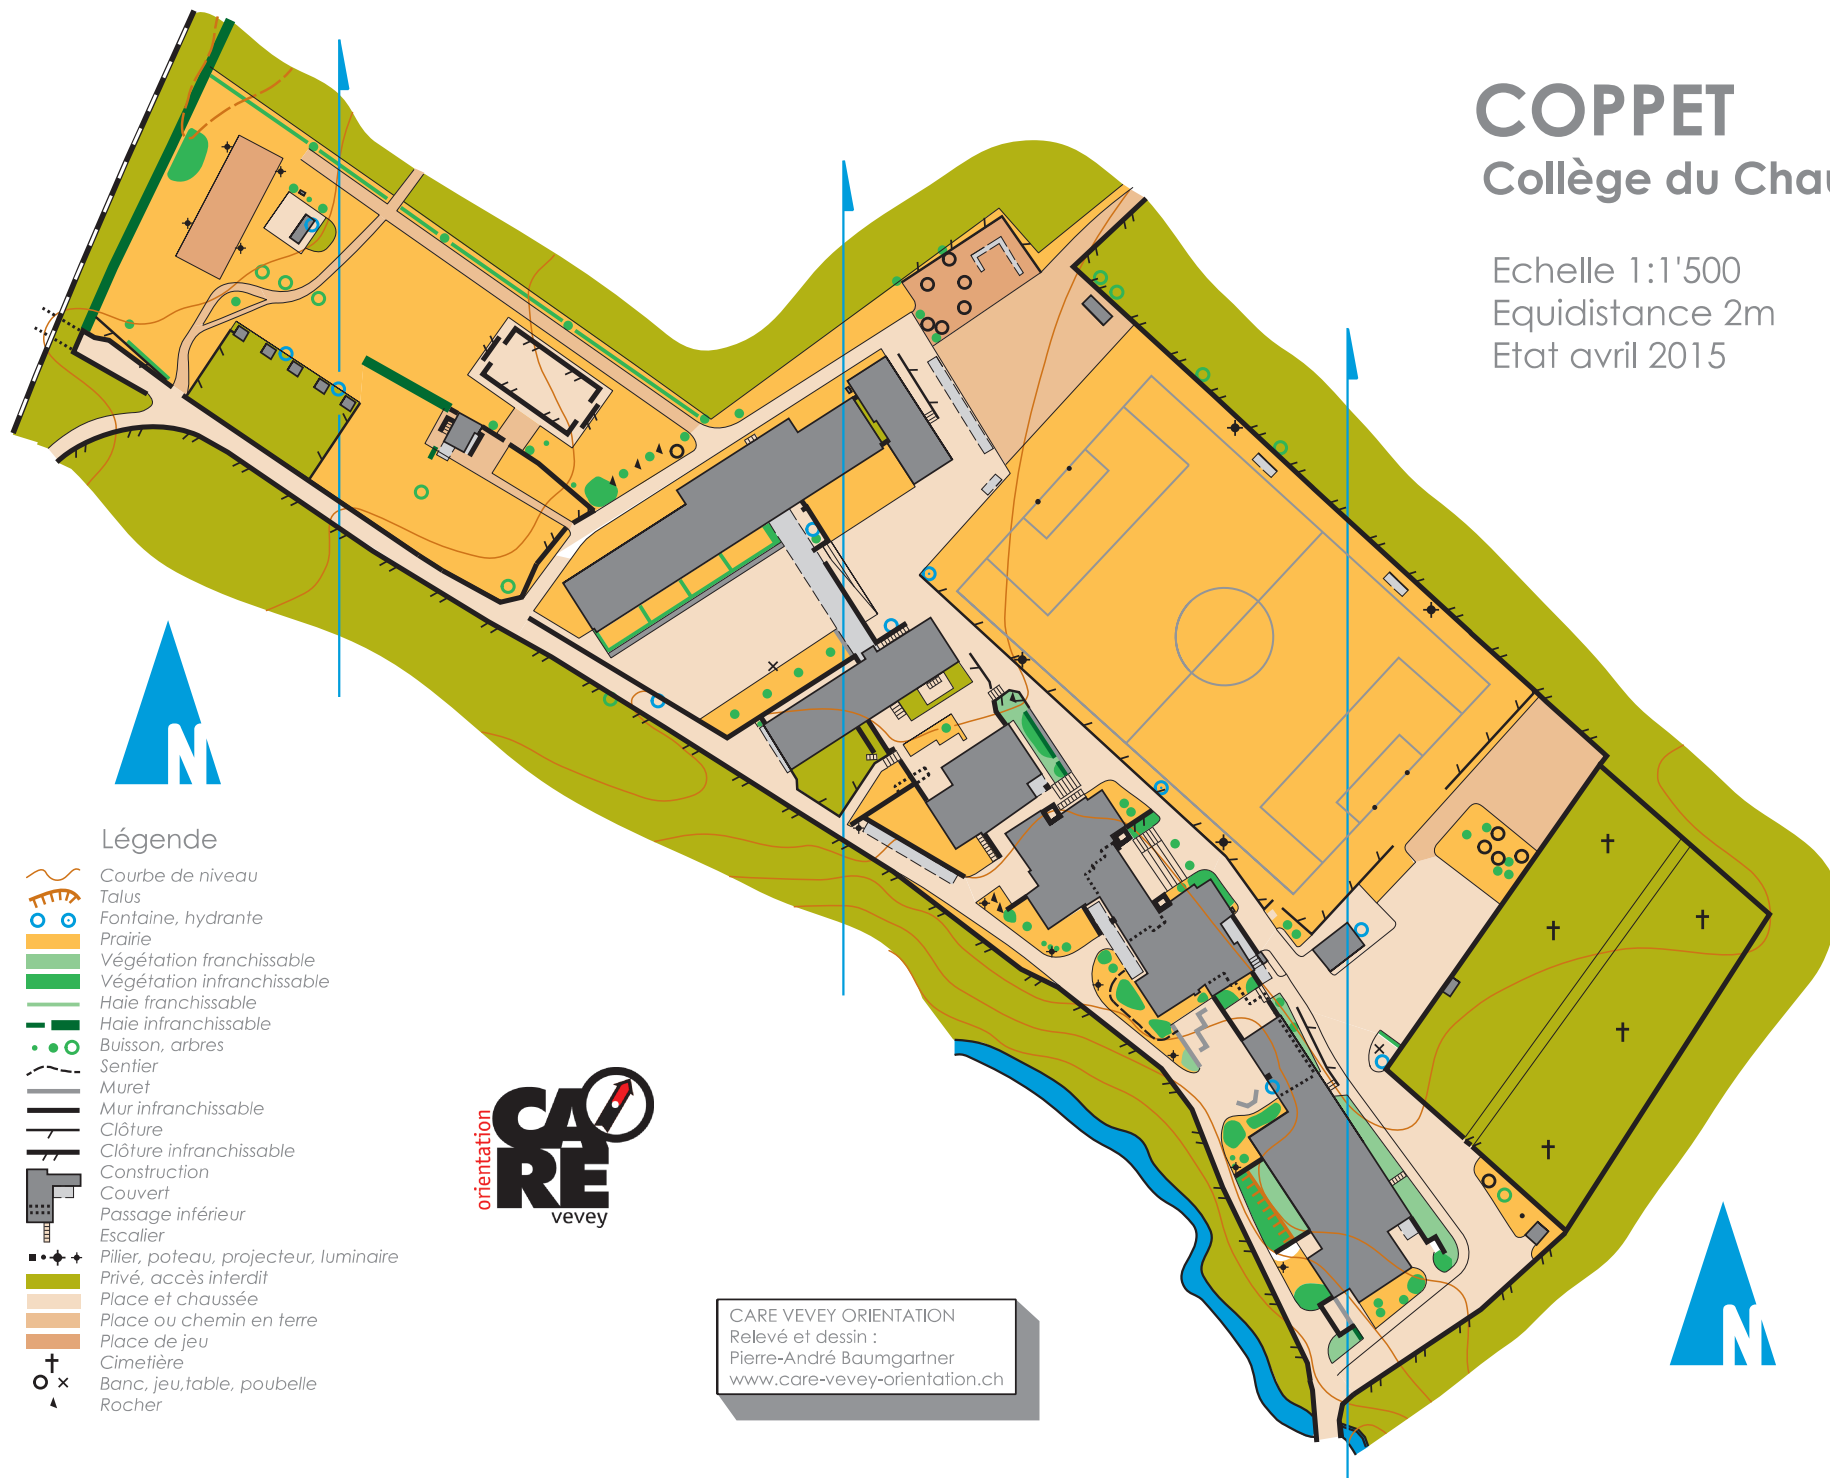 COPPET
Collège du Chau
Echelle 1:1'500
Equidistance 2m
Etat avril 2015
N
Légende
Courbe de niveau
Talus
Fontaine, hydrante
Prairie
Végétation franchissable
Végétation infranchissable
Haie franchissable
Haie infranchissable
Buisson, arbres
Sentier
Muret
Mur infranchissable
Clôture
Clôture infranchissable
Construction
Couvert
Passage inférieur
Escalier
Pilier, poteau, projecteur, luminaire
Privé, accès interdit
Place et chaussée
Place ou chemin en terre
Place de jeu
Cimetière
Banc, jeu,table, poubelle
Rocher
orientation
CA
RE
vevey
CARE VEVEY ORIENTATION
Relevé et dessin :
Pierre-André Baumgartner
www.care-vevey-orientation.ch
N